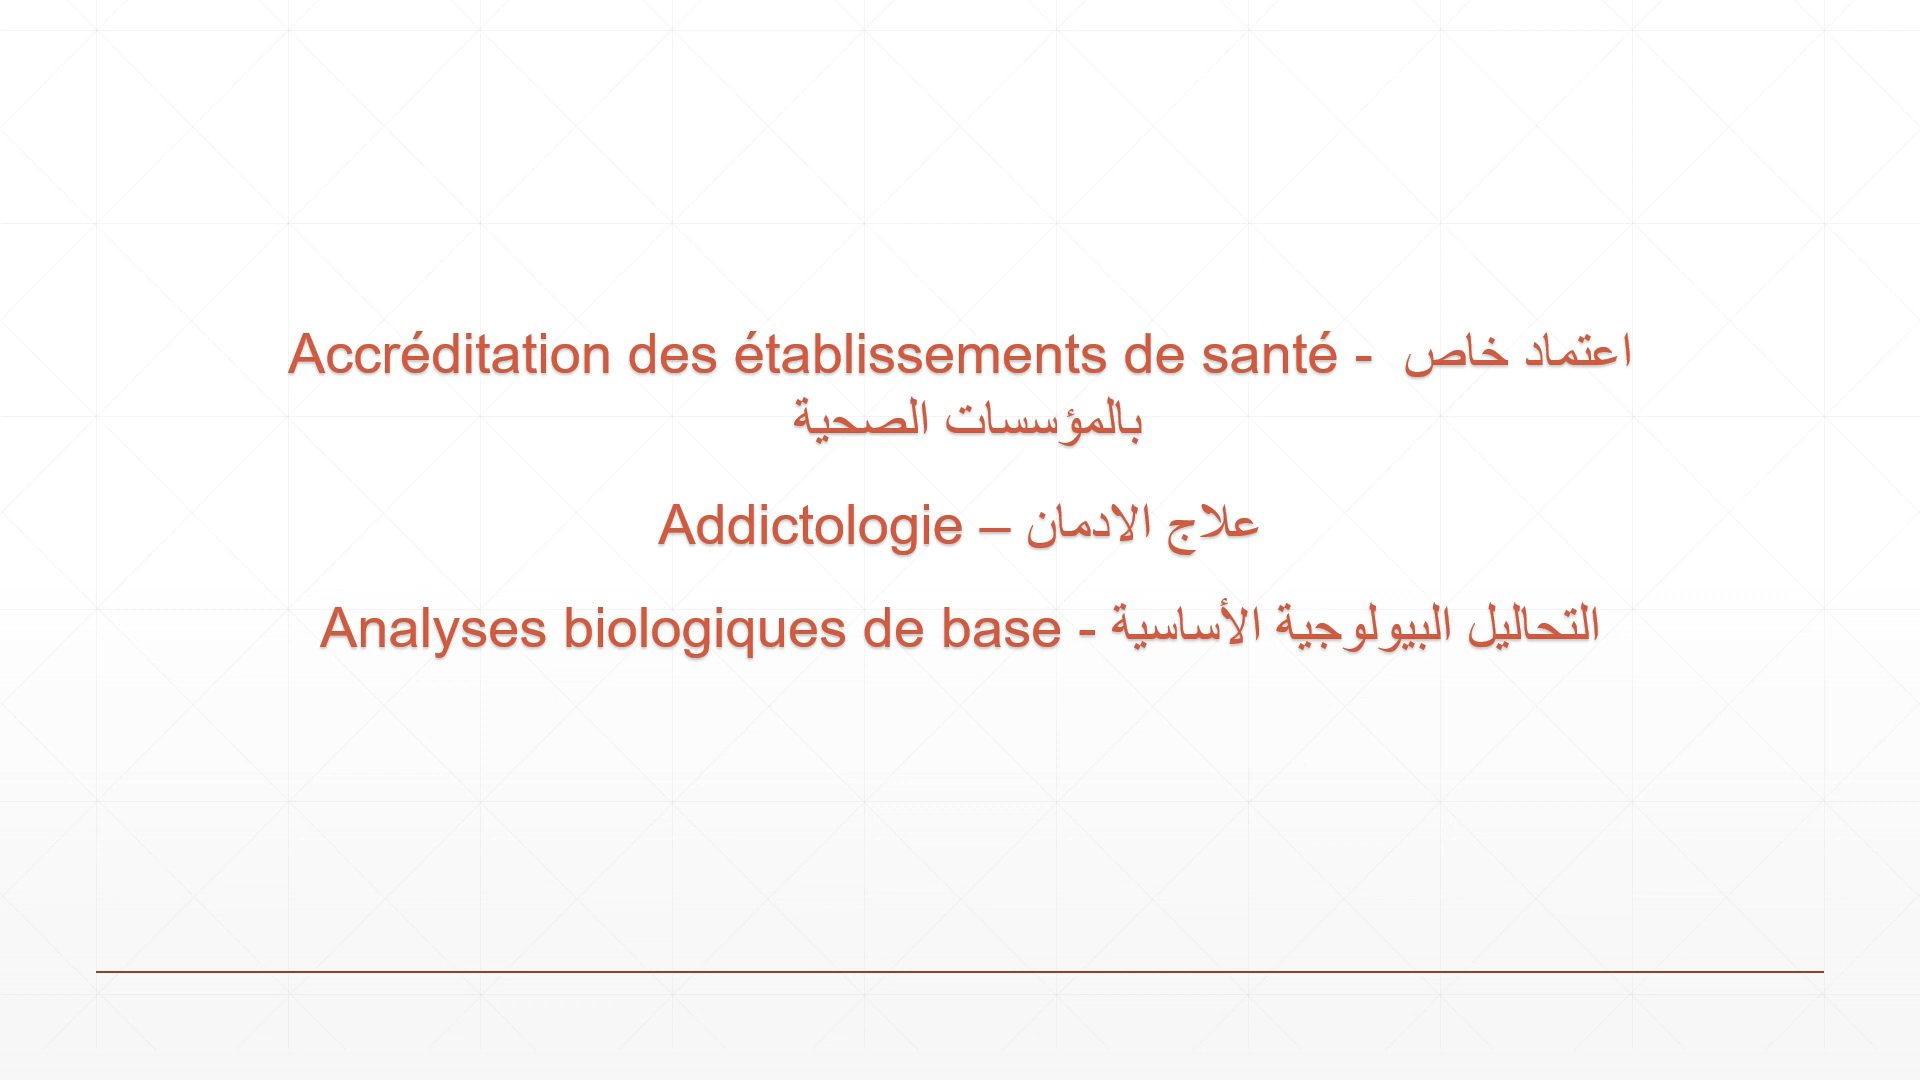 Accréditation des établissements de santé - اعتماد خاص
بالمؤسسات الصحية
Addictologie – علاج الادمان
Analyses biologiques de base - التحاليل البيولوجية الأساسية